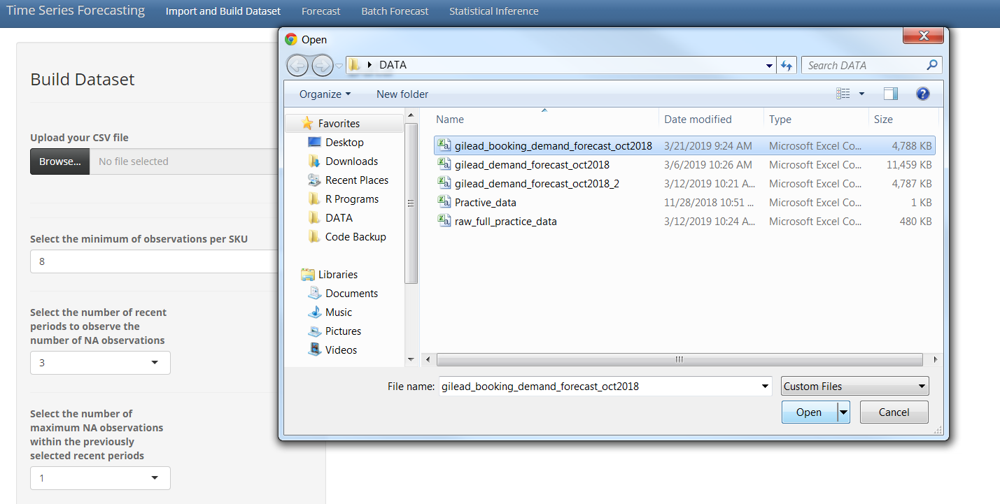 Time Series Forecasting Import and Build Dataset Forecast Batch Forecast Statistical Inference
Build Dataset
Upload your CSV file
Browse... No file selected
Select the minimum of observations per SKU
8
Select the number of recent
periods to observe the
number of NA observations
3
Select the number of
maximum NA observations
within the previously
selected recent periods
1
Open
DATA
Search DATA
Organize New folder
Favorites
Desktop
Downloads
Recent Places
R Programs
DATA
Code Backup
Libraries
Documents
Music
Pictures
Videos
Name Date modified Type Size
gilead_booking_demand_forecast_oct2018 3/21/2019 9:24 AM Microsoft Excel Co... 4,788 KB
gilead_demand_forecast_oct2018 3/6/2019 10:26 AM Microsoft Excel Co... 11,459 KB
gilead_demand_forecast_oct2018_2 3/12/2019 10:21 A... Microsoft Excel Co... 4,787 KB
Practive_data 11/28/2018 10:51 ... Microsoft Excel Co... 1 KB
raw_full_practice_data 3/12/2019 10:24 A... Microsoft Excel Co... 480 KB
File name: gilead_booking_demand_forecast_oct2018 Custom Files
Open Cancel